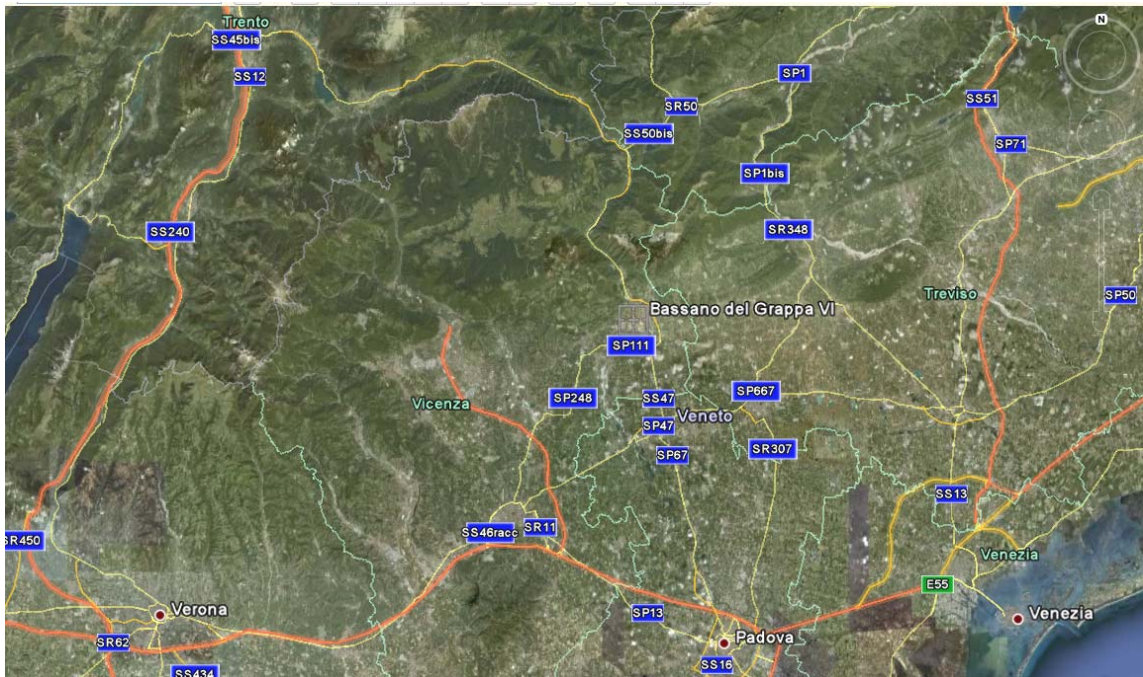 Trento
SS45bis
N
SS12
SP1
SR50
SS51
SS50bis
SP71
SP1bis
SS240
SR348
Treviso
SP50
Bassano del Grappa VI
SP111
SP248
SS47
SP667
Vicenza
Veneto
SP47
SP67
SR307
SS13
SS46racc
SR11
SR450
Venezia
E55
Verona
SP13
Venezia
SR62
Padova
SS16
SS434